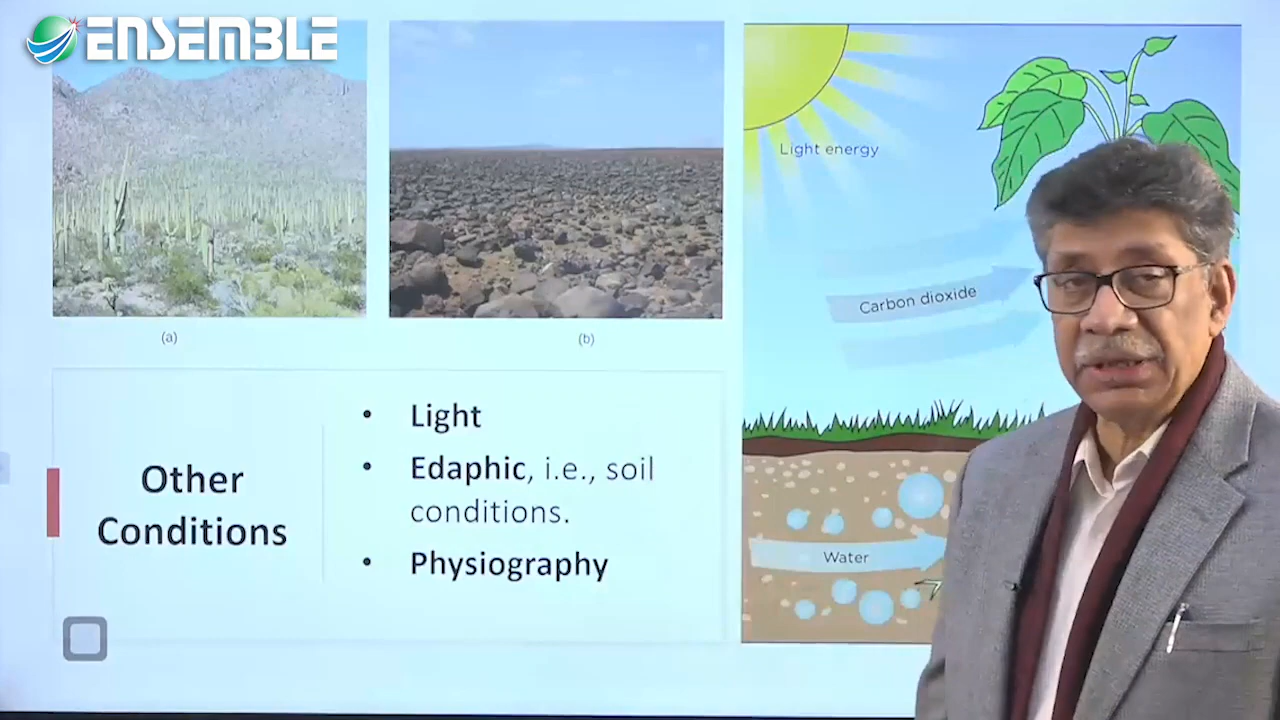 ENSEMBLE
Light energy
Carbon dioxide
Water
(a)
(b)
Other
Conditions
• Light
• Edaphic, i.e., soil
conditions.
• Physiography